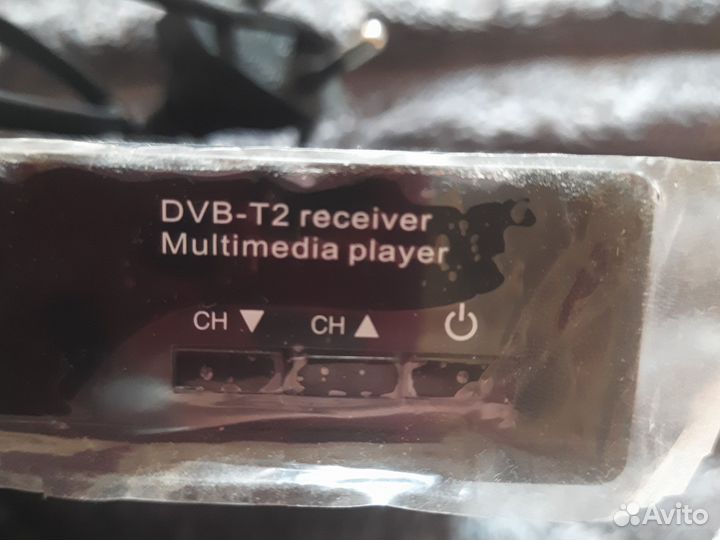 DVB-T2 receiver
Multimedia player
CH ▼ CH ▲
Avito